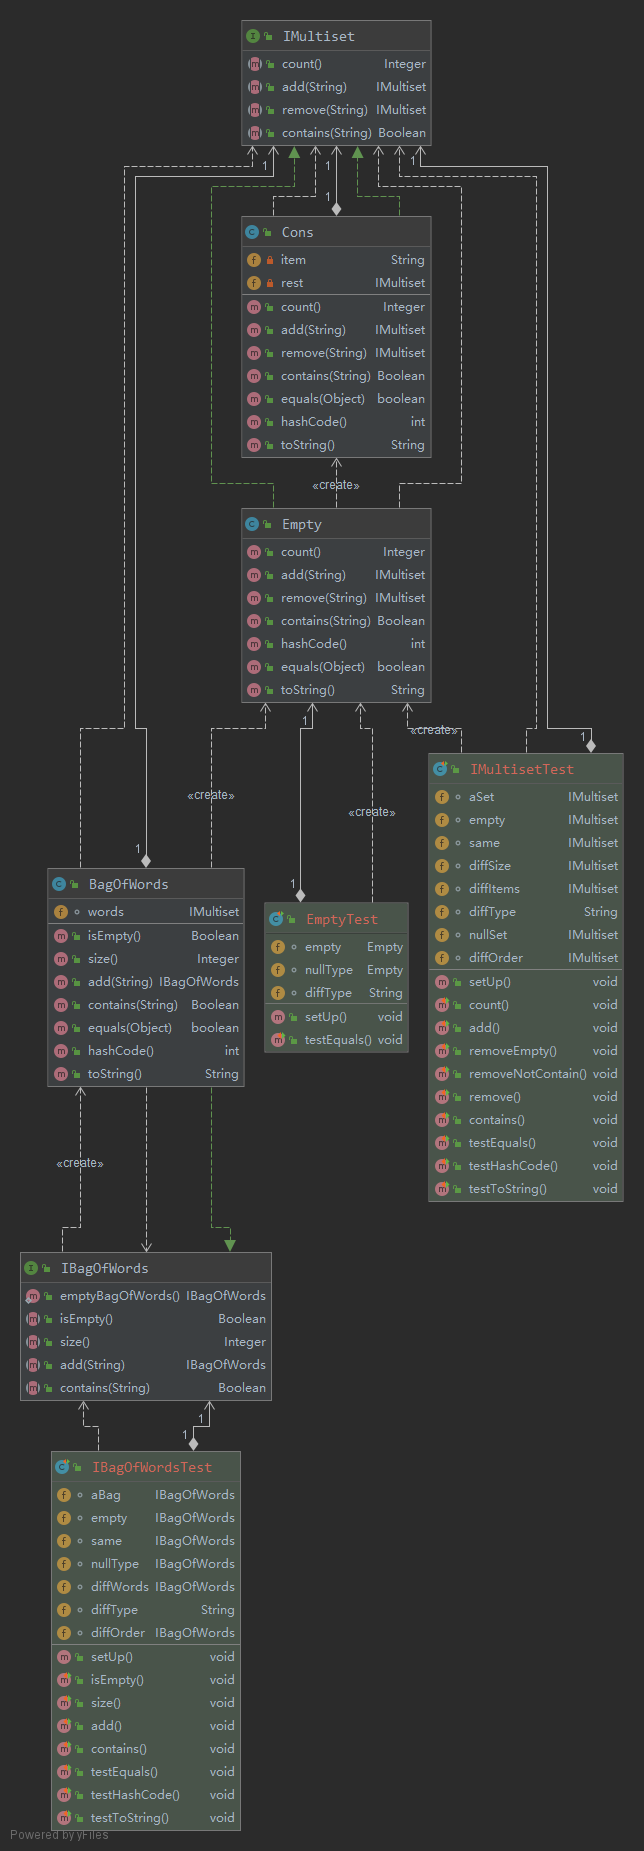 IMultiset
count() Integer
add(String) IMultiset
remove(String) IMultiset
contains(String) Boolean
1
1
1
Cons
item String
rest IMultiset
count() Integer
add(String) IMultiset
remove(String) IMultiset
contains(String) Boolean
equals(Object) boolean
hashCode() int
toString() String
«create»
Empty
count() Integer
add(String) IMultiset
remove(String) IMultiset
contains(String) Boolean
hashCode() int
equals(Object) boolean
toString() String
1
1
«create»
1
IMultisetTest
aSet IMultiset
empty IMultiset
same IMultiset
diffSize IMultiset
diffItems IMultiset
diffType String
nullSet IMultiset
diffOrder IMultiset
setUp() void
count() void
add() void
removeEmpty() void
removeNotContain() void
remove() void
contains() void
testEquals() void
testHashCode() void
testToString() void
«create»
«create»
1
1
BagOfWords
words IMultiset
isEmpty() Boolean
size() Integer
add(String) IBagOfWords
contains(String) Boolean
equals(Object) boolean
hashCode() int
toString() String
EmptyTest
empty Empty
nullType Empty
diffType String
setUp() void
testEquals() void
«create»
IBagOfWords
emptyBagOfWords() IBagOfWords
isEmpty() Boolean
size() Integer
add(String) IBagOfWords
contains(String) Boolean
1
1
IBagOfWordsTest
aBag IBagOfWords
empty IBagOfWords
same IBagOfWords
nullType IBagOfWords
diffWords IBagOfWords
diffType String
diffOrder IBagOfWords
setUp() void
isEmpty() void
size() void
add() void
contains() void
testEquals() void
testHashCode() void
testToString() void
Powered by yFiles